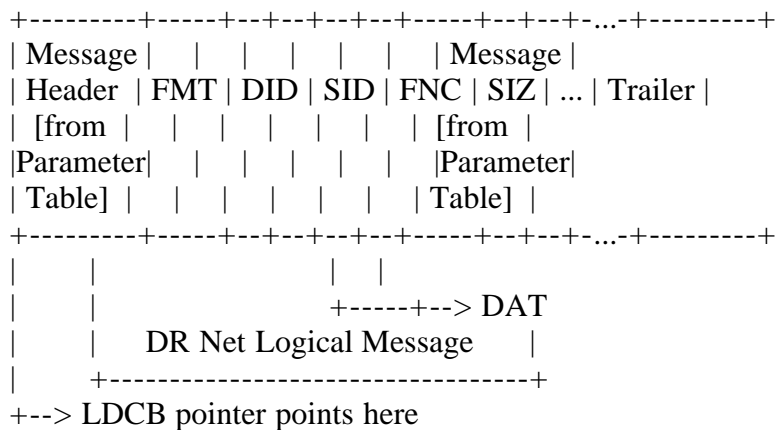 +---------+-----+--+--+--+--+-----+--+--+-...-+---------+
| Message | | | | | | | Message |
| Header | FMT | DID | SID | FNC | SIZ | ... | Trailer |
| [from | | | | | | | [from |
|Parameter| | | | | | |Parameter|
| Table] | | | | | | | Table] |
+---------+-----+--+--+--+--+-----+--+--+-...-+---------+
| | | |
| | +-----+--> DAT
| | DR Net Logical Message |
| +----------------------------------+
+--> LDCB pointer points here